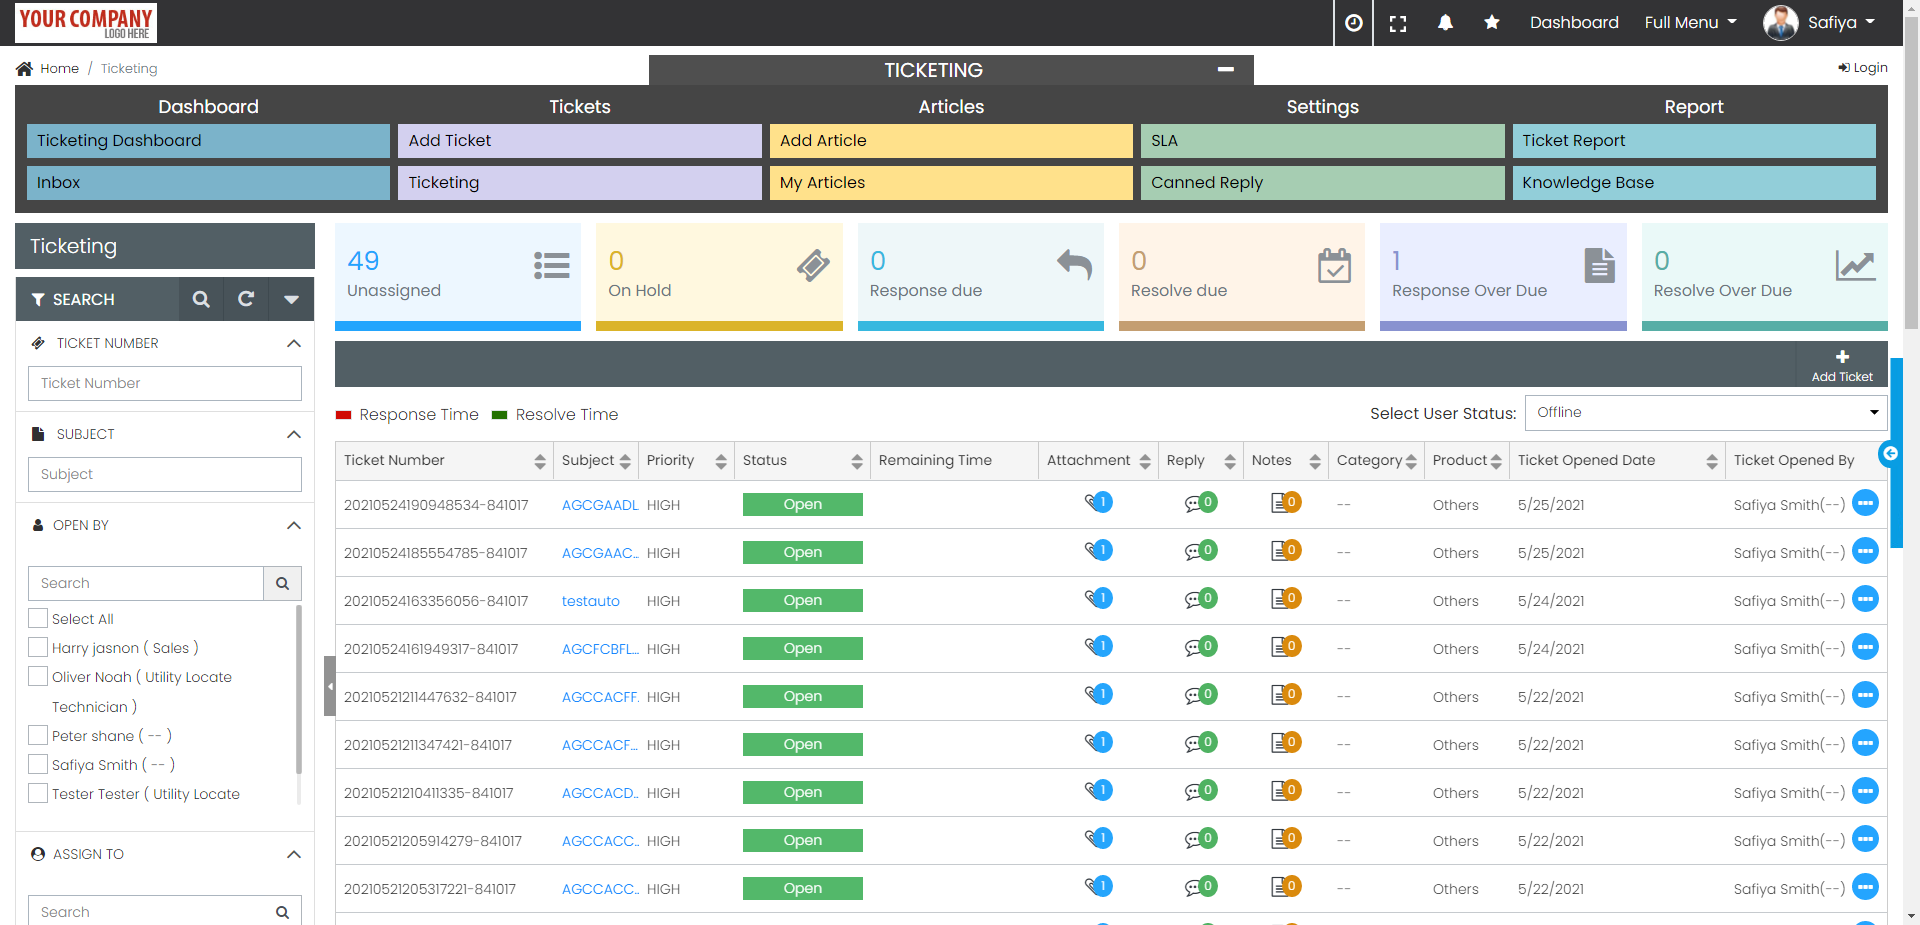 YOUR COMPANY
LOGO HERE
Dashboard
Full Menu
Safiya
Home / Ticketing
TICKETING
Login
Dashboard
Tickets
Articles
Settings
Report
Ticketing Dashboard
Add Ticket
Add Article
SLA
Ticket Report
Inbox
Ticketing
My Articles
Canned Reply
Knowledge Base
Ticketing
SEARCH
TICKET NUMBER
Ticket Number
SUBJECT
Subject
OPEN BY
Search
Select All
Harry jasnon ( Sales )
Oliver Noah ( Utility Locate
Technician )
Peter shane ( -- )
Safiya Smith ( -- )
Tester Tester ( Utility Locate
ASSIGN TO
Search
49
Unassigned
0
On Hold
0
Response due
0
Resolve due
1
Response Over Due
0
Resolve Over Due
Add Ticket
Response Time
Resolve Time
Select User Status: Offline
Ticket Number Subject Priority Status Remaining Time Attachment Reply Notes Category Product Ticket Opened Date Ticket Opened By
20210524190948534-841017 AGCGAADL HIGH Open 1 0 0 -- Others 5/25/2021 Safiya Smith(--)
20210524185554785-841017 AGCGAAC... HIGH Open 1 0 0 -- Others 5/25/2021 Safiya Smith(--)
20210524163356056-841017 testauto HIGH Open 1 0 0 -- Others 5/24/2021 Safiya Smith(--)
20210524161949317-841017 AGCFCBFL... HIGH Open 1 0 0 -- Others 5/24/2021 Safiya Smith(--)
20210521211447632-841017 AGCCACFF. HIGH Open 1 0 0 -- Others 5/22/2021 Safiya Smith(--)
20210521211347421-841017 AGCCACF... HIGH Open 1 0 0 -- Others 5/22/2021 Safiya Smith(--)
20210521210411335-841017 AGCCACD.. HIGH Open 1 0 0 -- Others 5/22/2021 Safiya Smith(--)
20210521205914279-841017 AGCCACC.. HIGH Open 1 0 0 -- Others 5/22/2021 Safiya Smith(--)
20210521205317221-841017 AGCCACC.. HIGH Open 1 0 0 -- Others 5/22/2021 Safiya Smith(--)